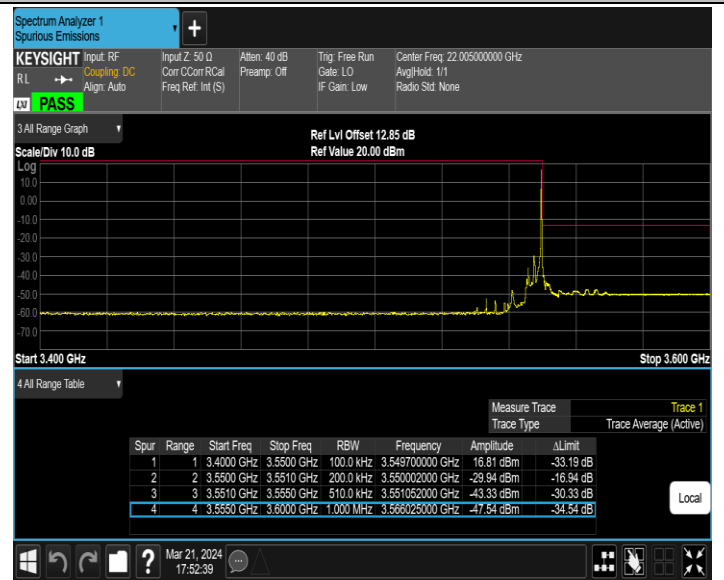 Spectrum Analyzer 1
Spurious Emissions
+
KEYSIGHT Input: RF Input Z: 50 Ω Atten: 40 dB Trig: Free Run Center Freq: 22.005000000 GHz
RL Coupling: DC Corr CCorr RCal Preamp: Off Gate: LO Avg|Hold: 1/1
Align: Auto Freq Ref: Int (S) IF Gain: Low Radio Std: None
LXI PASS
3 All Range Graph
Ref Lvl Offset 12.85 dB
Scale/Div 10.0 dB Ref Value 20.00 dBm
Log
10.0
0.00
-10.0
-20.0
-30.0
-40.0
-50.0
-60.0
-70.0
Start 3.400 GHz Stop 3.600 GHz
4 All Range Table
Measure Trace Trace 1
Trace Type Trace Average (Active)
Spur Range Start Freq Stop Freq RBW Frequency Amplitude ΔLimit
1 1 3.4000 GHz 3.5500 GHz 100.0 kHz 3.549700000 GHz 16.81 dBm -33.19 dB
2 2 3.5500 GHz 3.5510 GHz 200.0 kHz 3.550002000 GHz -29.94 dBm -16.94 dB
3 3 3.5510 GHz 3.5550 GHz 510.0 kHz 3.551052000 GHz -43.33 dBm -30.33 dB
4 4 3.5550 GHz 3.6000 GHz 1.000 MHz 3.566025000 GHz -47.54 dBm -34.54 dB
Local
? Mar 21, 2024
17:52:39